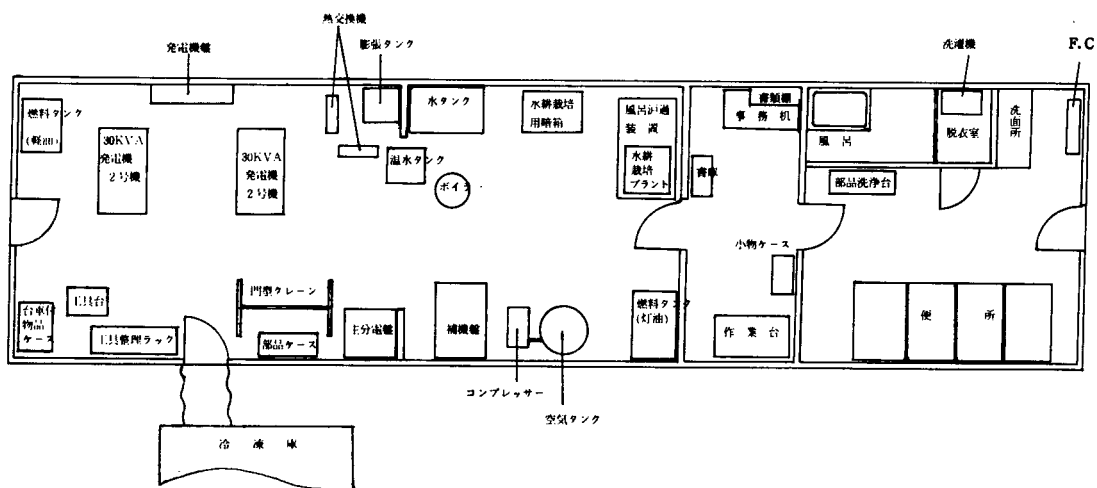 熱交換機
発電機盤
膨張タンク
洗濯機
F.C
燃料タンク
(軽油)
30KVA
発電機
2号機
30KVA
発電機
2号機
水タンク
温水タンク
ボイラ
水耕栽培
用暗箱
風呂沪過
装置
水耕
栽培
プラント
書類棚
事務机
書庫
風呂
脱衣室
洗面所
部品洗浄台
小物ケース
台車付
物品
ケース
工具台
工具整理ラック
門型クレーン
部品ケース
主分電盤
補機盤
燃料タンク
(灯油)
作業台
便所
コンプレッサー
空気タンク
冷凍庫